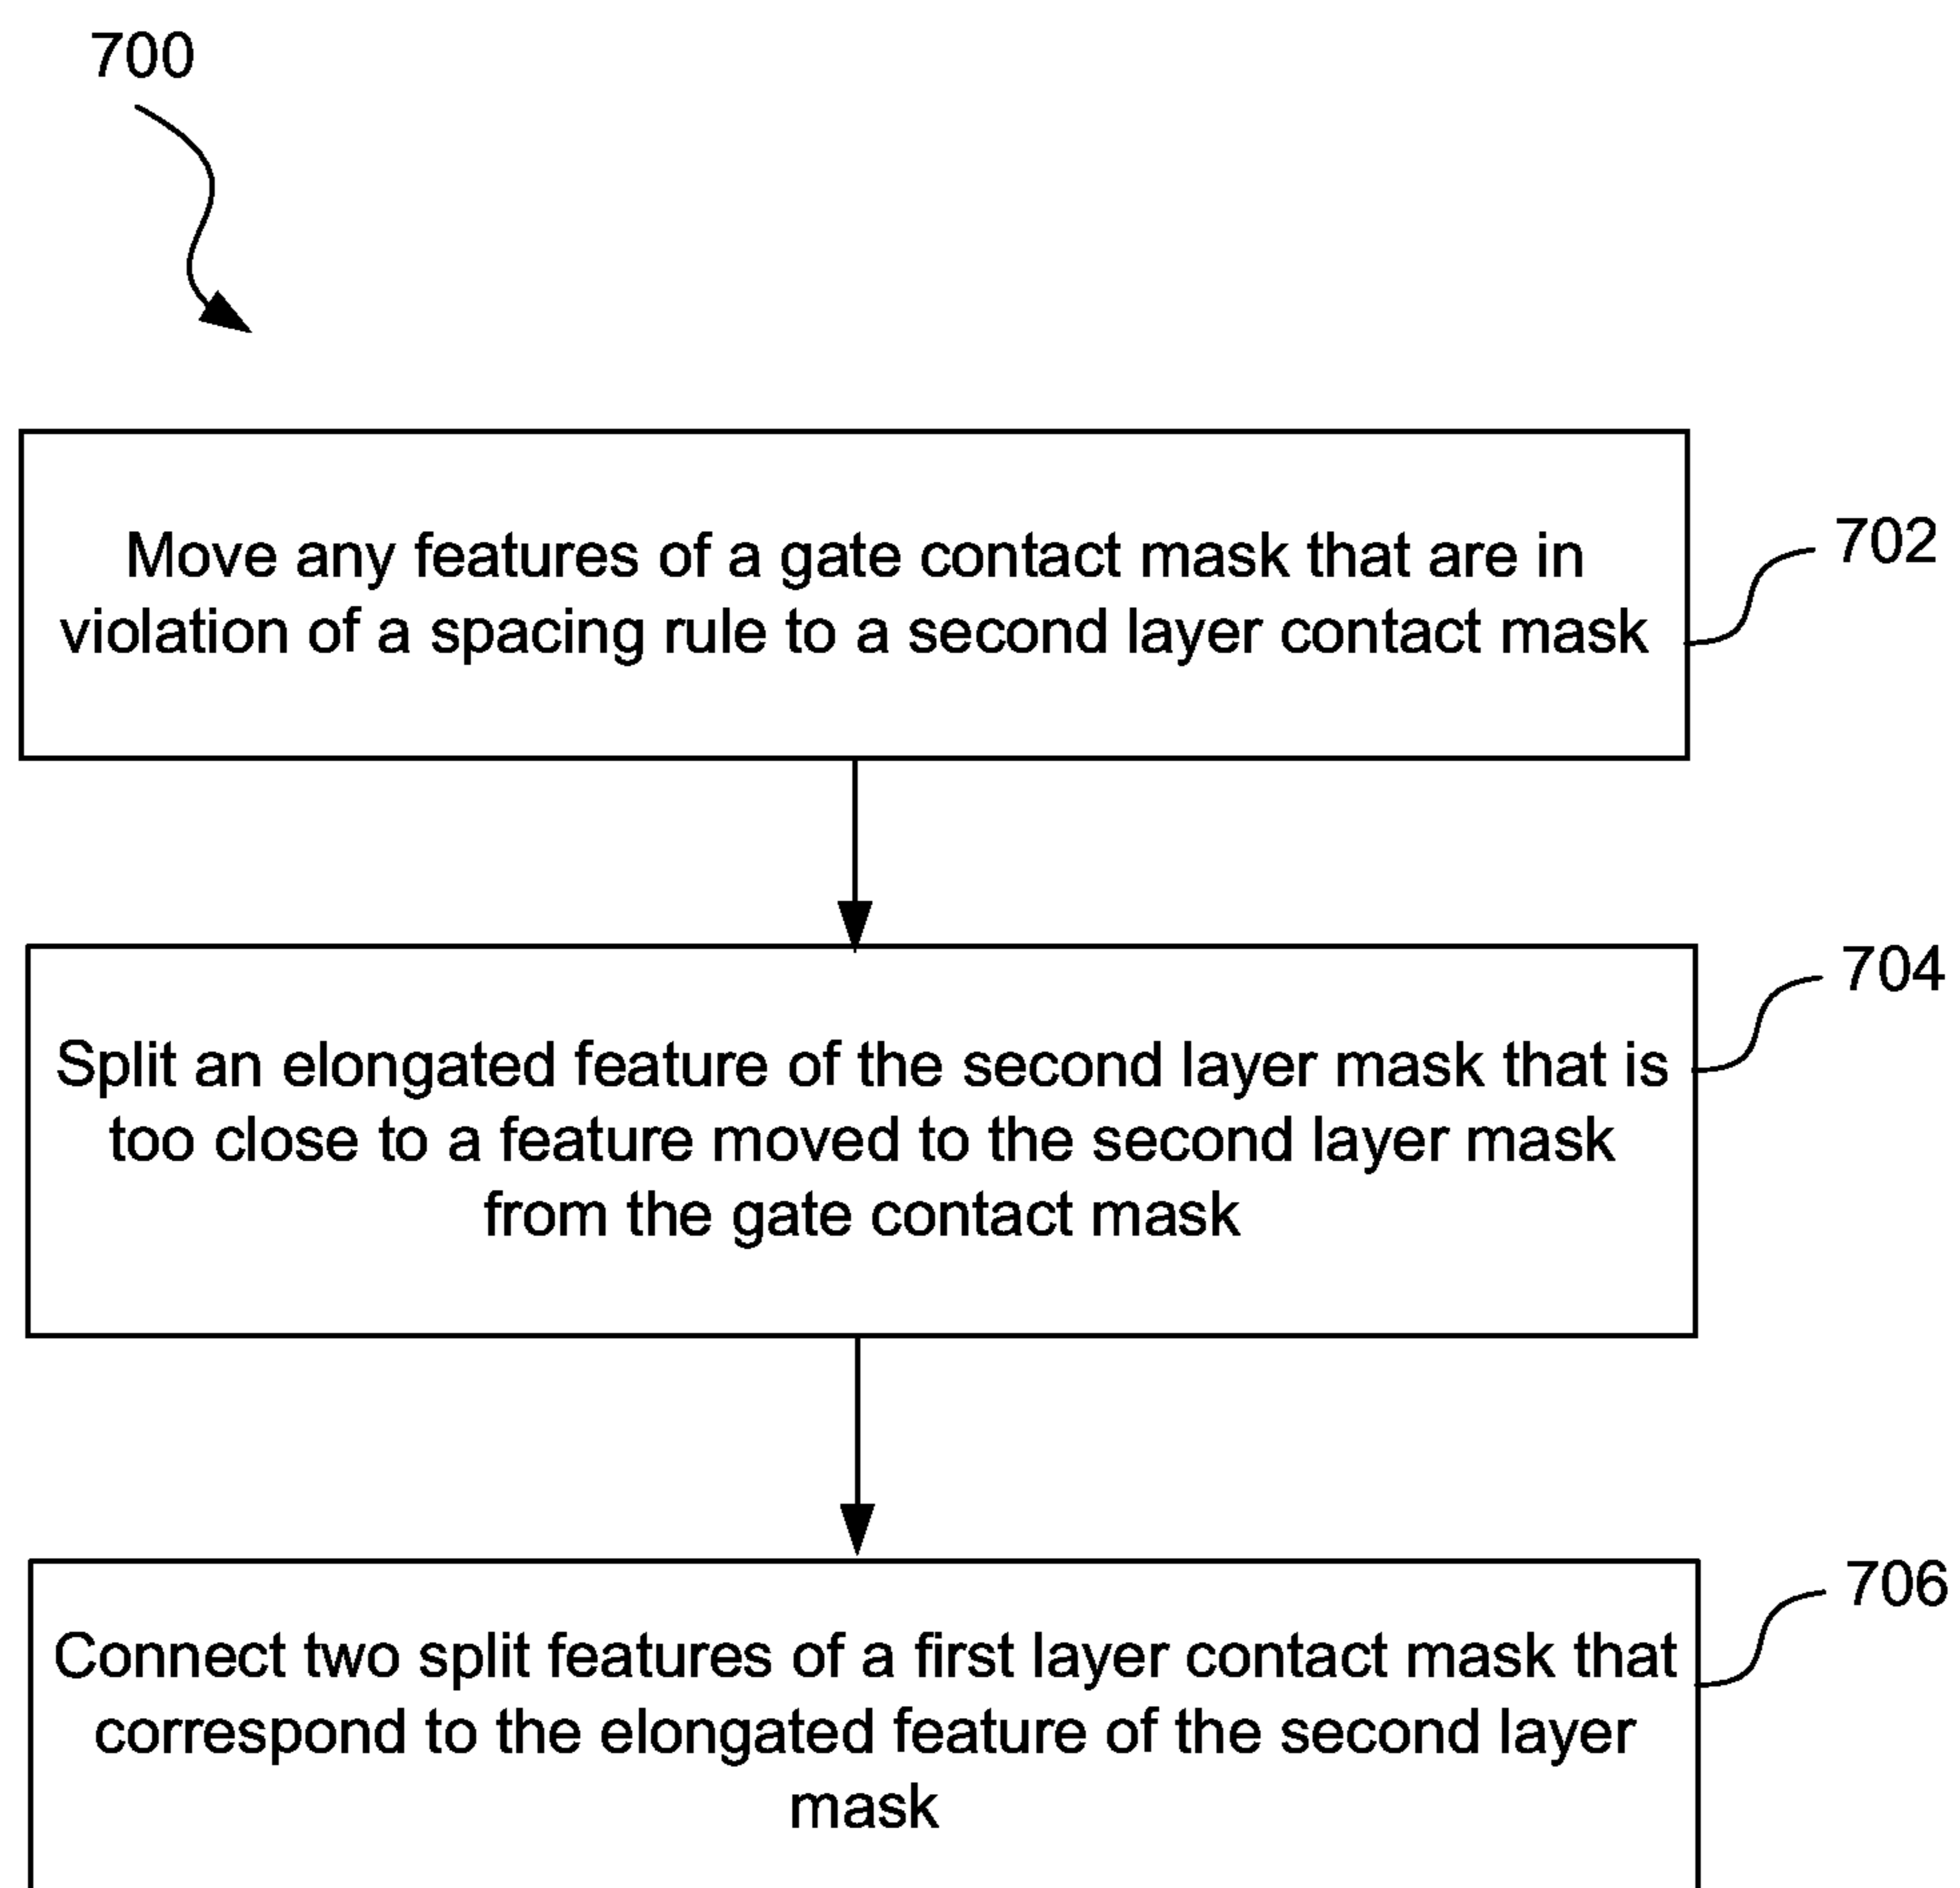 700
Move any features of a gate contact mask that are in
violation of a spacing rule to a second layer contact mask
702
Split an elongated feature of the second layer mask that is
too close to a feature moved to the second layer mask
from the gate contact mask
704
Connect two split features of a first layer contact mask that
correspond to the elongated feature of the second layer
mask
706